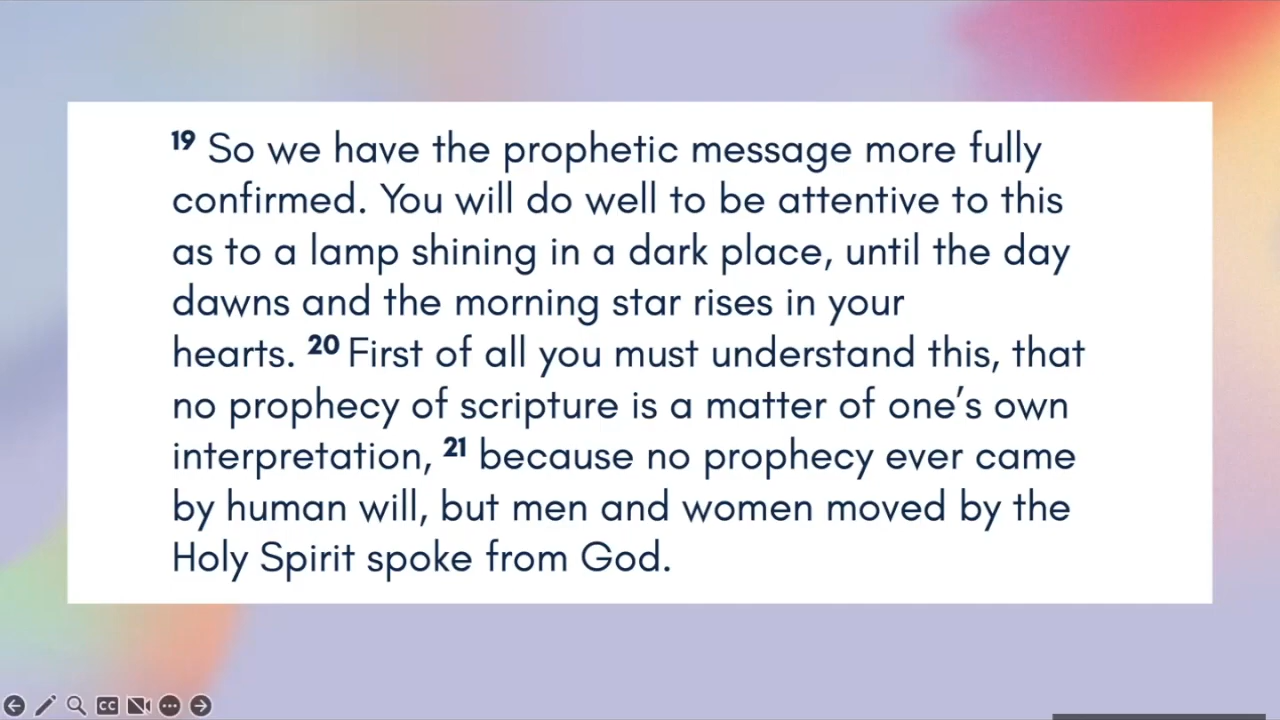 19 So we have the prophetic message more fully
confirmed. You will do well to be attentive to this
as to a lamp shining in a dark place, until the day
dawns and the morning star rises in your
hearts. 20 First of all you must understand this, that
no prophecy of scripture is a matter of one’s own
interpretation, 21 because no prophecy ever came
by human will, but men and women moved by the
Holy Spirit spoke from God.
CC